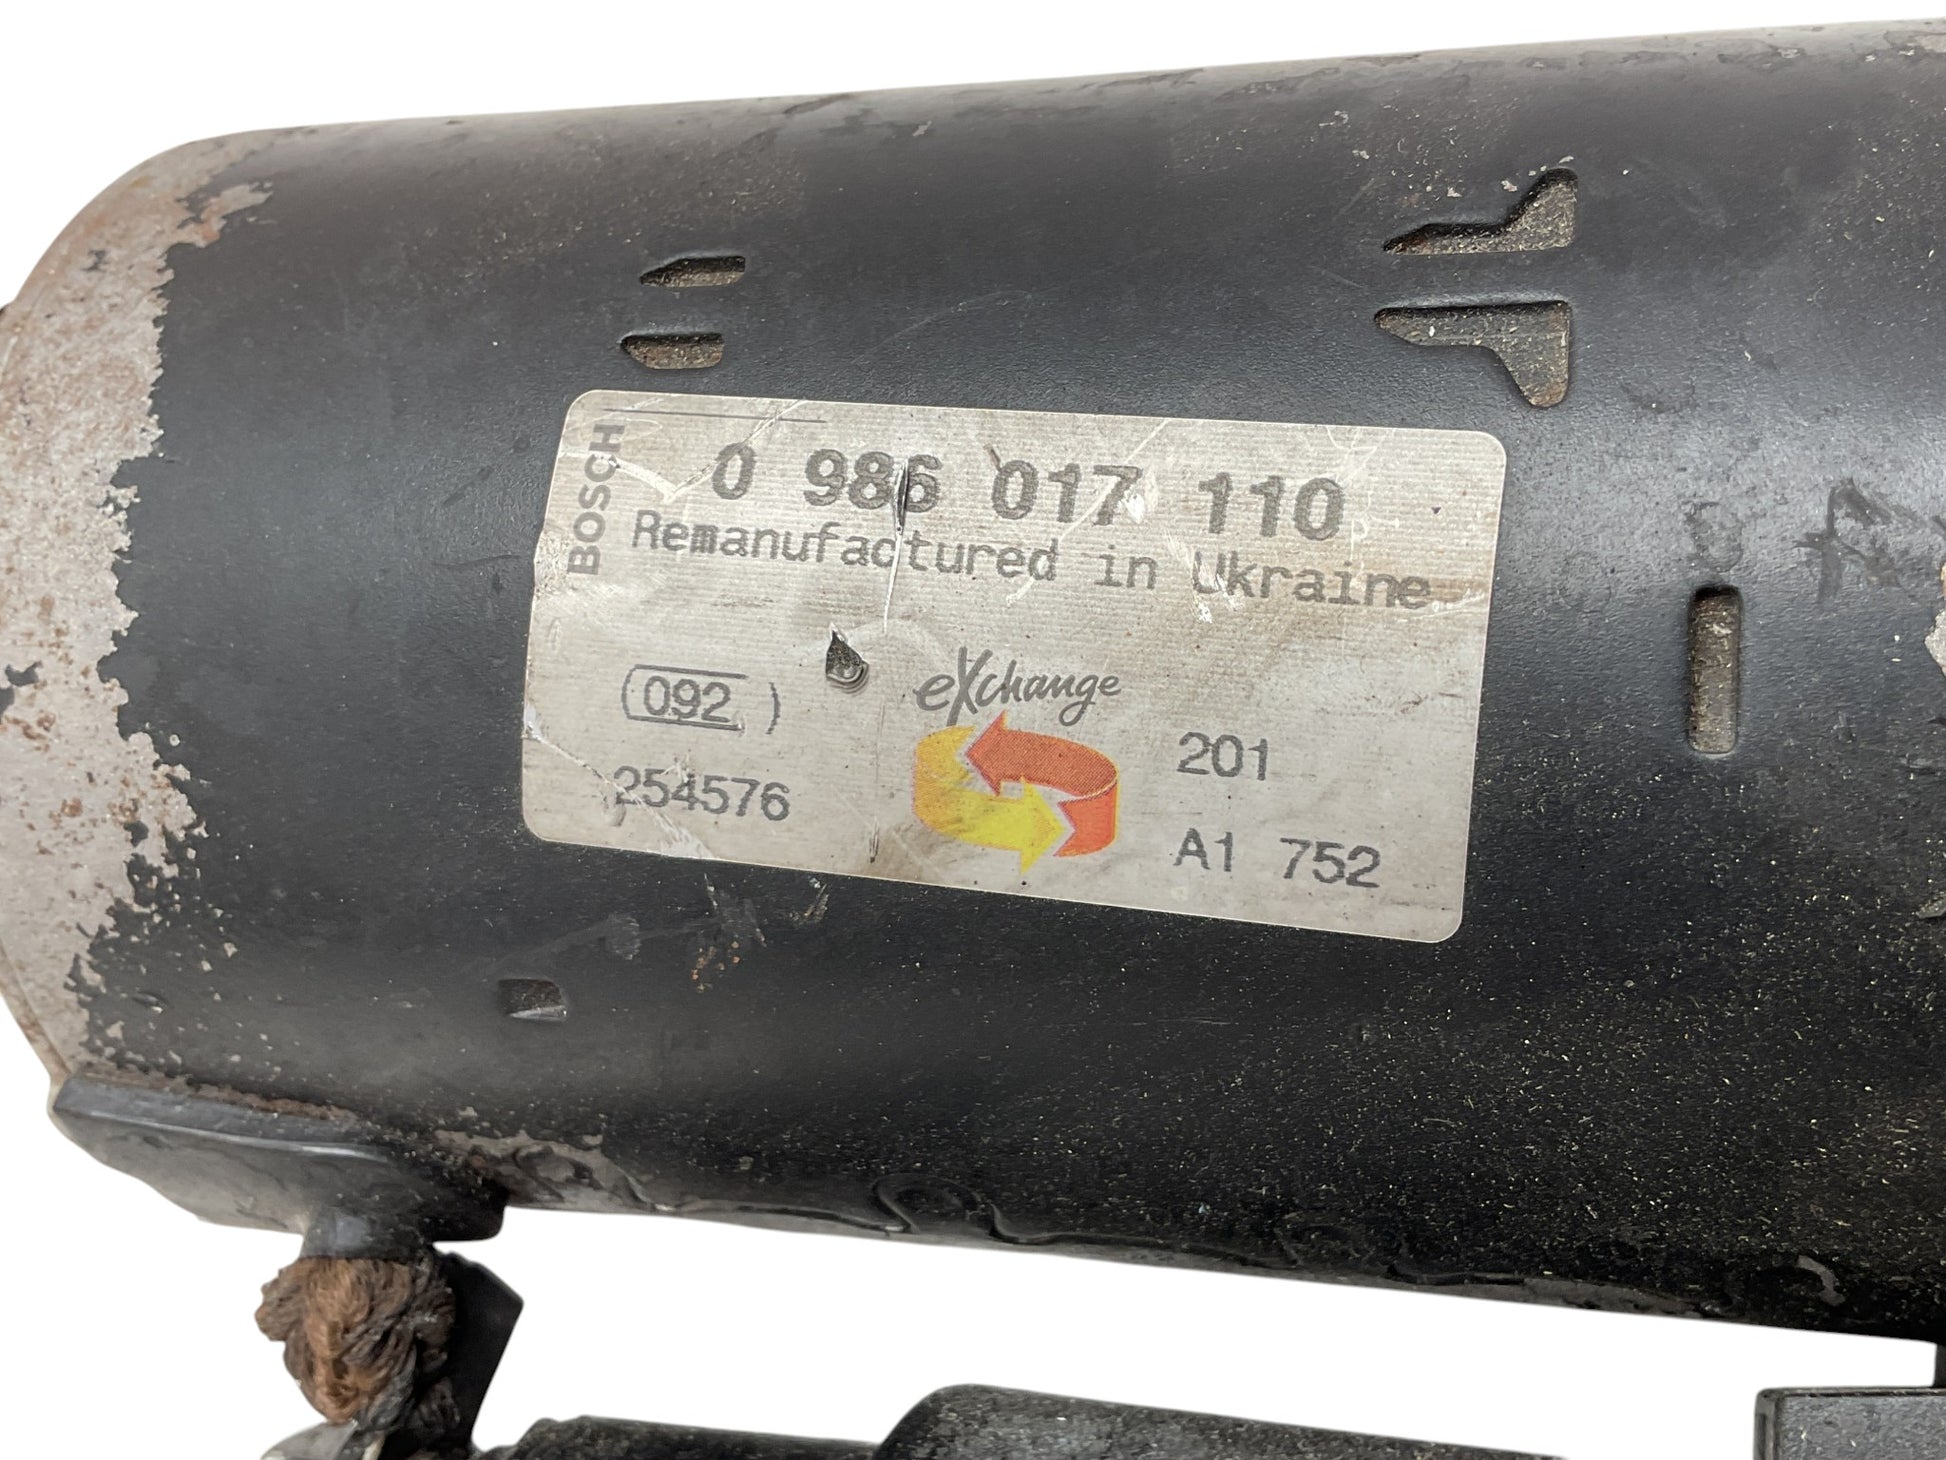 BOSCH
0 986 017 110
Remanufactured in Ukraine
092
eXchange
254576
201
A1 752